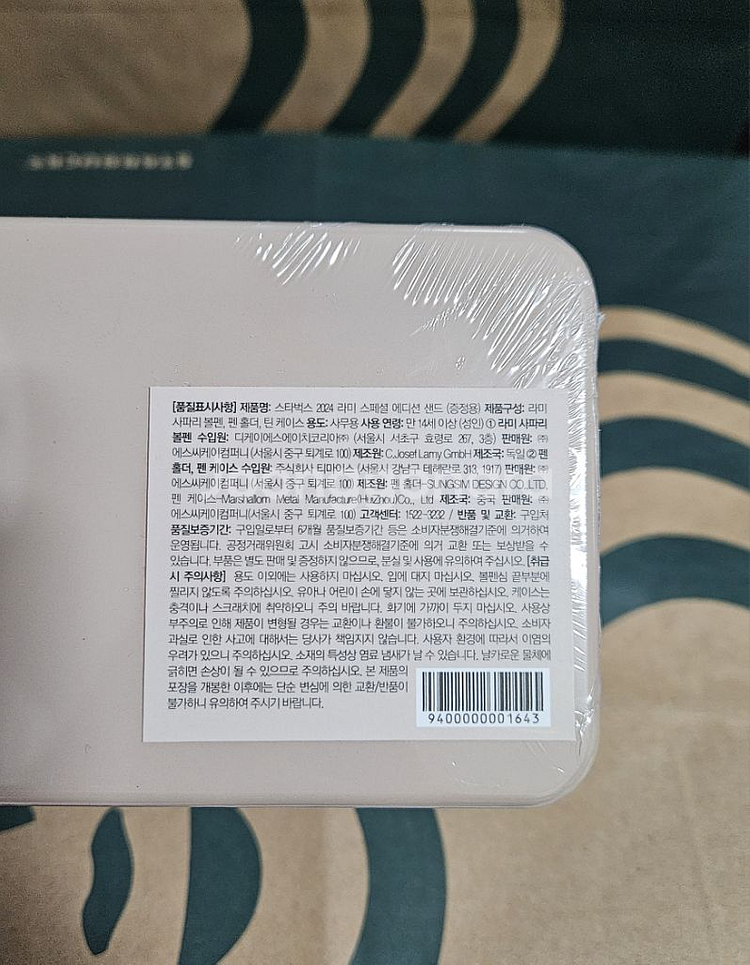 [품질표시사항] 제품명: 스타벅스 2024 라미 스페셜 에디션 샌드 (증정용) 제품구성: 라미
사파리 볼펜, 펜 홀더, 틴 케이스 용도: 사무용 사용 연령: 만 14세 이상 (성인) ① 라미 사파리
볼펜 수입원: 디케이에스에이치코리아㈜ (서울시 서초구 효령로 267, 3층) 판매원: ㈜
에스씨케이컴퍼니 (서울시 중구 퇴계로 100) 제조원: C.Josef Lamy GmbH 제조국: 독일 ② 펜
홀더, 펜 케이스 수입원: 주식회사 티마이스 (서울시 강남구 테헤란로 313, 1917) 판매원: ㈜
에스씨케이컴퍼니 (서울시 중구 퇴계로 100) 제조원: 펜 홀더-SUNGSIM DESIGN CO.,LTD,
펜 케이스-Marshallom Metal Manufacture(HuiZhou)Co., Ltd 제조국: 중국 판매원: ㈜
에스씨케이컴퍼니(서울시 중구 퇴계로 100) 고객센터: 1522-3232 / 반품 및 교환: 구입처
품질보증기간: 구입일로부터 6개월 품질보증기간 등은 소비자분쟁해결기준에 의거하여
운영됩니다. 공정거래위원회 고시 소비자분쟁해결기준에 의거 교환 또는 보상받을 수
있습니다. 부품은 별도 판매 및 증정하지 않으므로, 분실 및 사용에 유의하여 주십시오. [취급
시 주의사항] 용도 이외에는 사용하지 마십시오. 입에 대지 마십시오. 볼펜심 끝부분에
찔리지 않도록 주의하십시오. 유아나 어린이 손에 닿지 않는 곳에 보관하십시오. 케이스는
충격이나 스크래치에 취약하오니 주의 바랍니다. 화기에 가까이 두지 마십시오. 사용상
부주의로 인해 제품이 변형될 경우는 교환이나 환불이 불가하오니 주의하십시오. 소비자
과실로 인한 사고에 대해서는 당사가 책임지지 않습니다. 사용자 환경에 따라서 이염의
우려가 있으니 주의하십시오. 소재의 특성상 염료 냄새가 날 수 있습니다. 날카로운 물체에
긁히면 손상이 될 수 있으므로 주의하십시오. 본 제품의
포장을 개봉한 이후에는 단순 변심에 의한 교환/반품이
불가하니 유의하여 주시기 바랍니다.
9400000001643